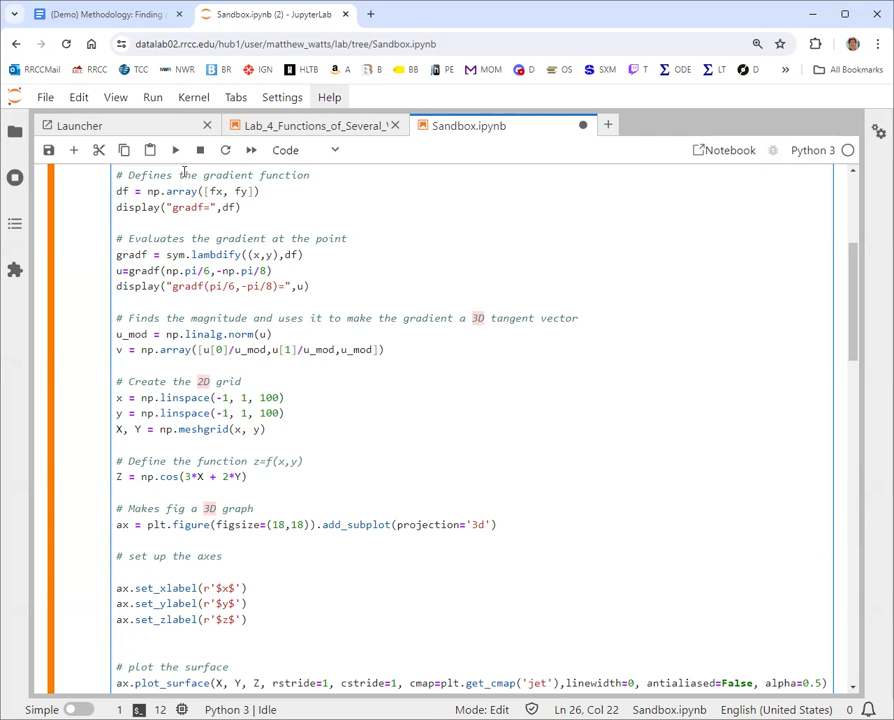 (Demo) Methodology: Finding
Sandbox.ipynb (2) - JupyterLab
datalab02.rrcc.edu/hub1/user/matthew_watts/lab/tree/Sandbox.ipynb
RRCCMail RRCC TCC NWR BR IGN HLTB A B BB PE MOM D OS SXM T ODE LT D All Bookmarks
File Edit View Run Kernel Tabs Settings Help
Launcher Lab_4_Functions_of_Several_ Sandbox.ipynb
Code Notebook Python 3
# Defines the gradient function
df = np.array([fx, fy])
display("gradf=",df)
# Evaluates the gradient at the point
gradf = sym.lambdify((x,y),df)
u=gradf(np.pi/6,-np.pi/8)
display("gradf(pi/6,-pi/8)=",u)
# Finds the magnitude and uses it to make the gradient a 3D tangent vector
u_mod = np.linalg.norm(u)
v = np.array([u[0]/u_mod,u[1]/u_mod,u_mod])
# Create the 2D grid
x = np.linspace(-1, 1, 100)
y = np.linspace(-1, 1, 100)
X, Y = np.meshgrid(x, y)
# Define the function z=f(x,y)
Z = np.cos(3*X + 2*Y)
# Makes fig a 3D graph
ax = plt.figure(figsize=(18,18)).add_subplot(projection='3d')
# set up the axes
ax.set_xlabel(r'$x$')
ax.set_ylabel(r'$y$')
ax.set_zlabel(r'$z$')
# plot the surface
ax.plot_surface(X, Y, Z, rstride=1, cstride=1, cmap=plt.get_cmap('jet'),linewidth=0, antialiased=False, alpha=0.5)
Simple 1 12 Python 3 | Idle Mode: Edit Ln 26, Col 22 Sandbox.ipynb English (United States) 0